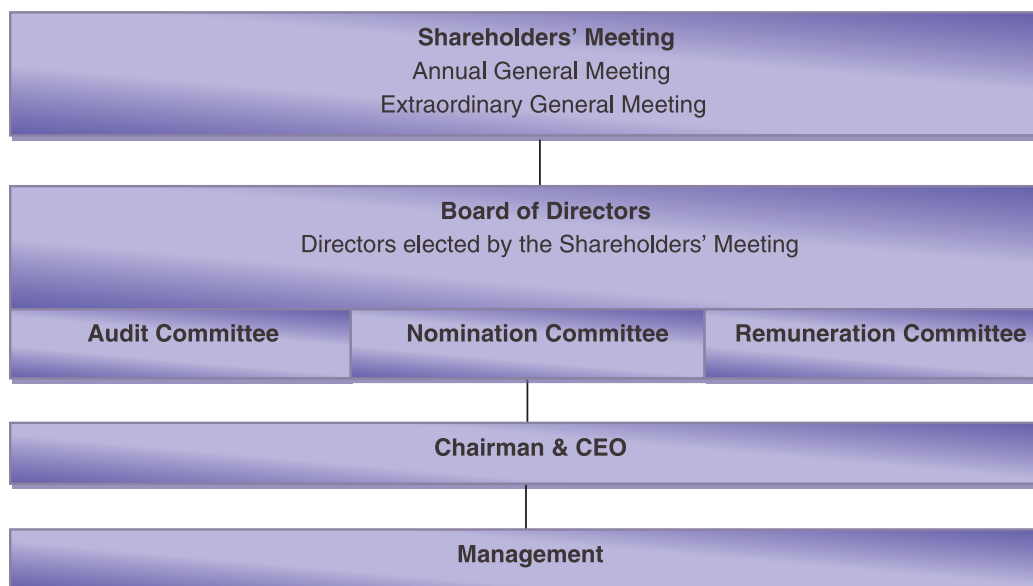 Shareholders’ Meeting
Annual General Meeting
Extraordinary General Meeting
Board of Directors
Directors elected by the Shareholders’ Meeting
Audit Committee
Nomination Committee
Remuneration Committee
Chairman & CEO
Management